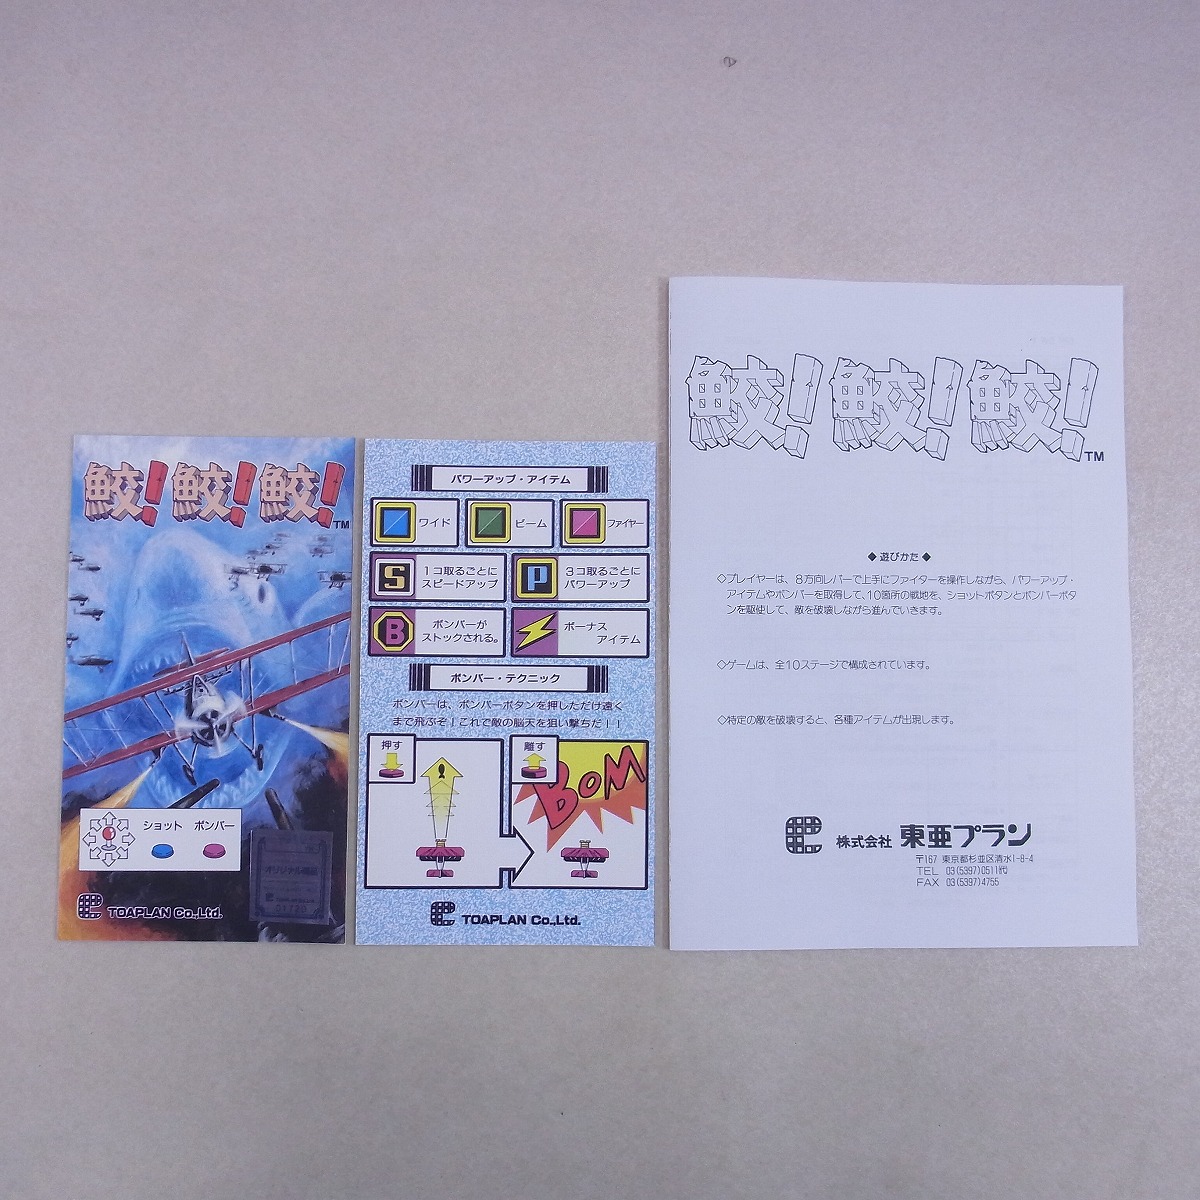 鮫!鮫!鮫!
TM
ショット ボンバー
オリジナル
TOAPLAN Co.,Ltd.
パワーアップ・アイテム
ワイド
ビーム
ファイヤー
S
1コ取るごとに
スピードアップ
P
3コ取るごとに
パワーアップ
B
ボンバーが
ストックされる。
ボーナス
アイテム
ボンバー・テクニック
ボンバーは、ボンバーボタンを押しただけ遠く
まで飛ぶぞ!これで敵の脳天を狙い撃ちだ!!
押す
離す
BOM
TOAPLAN Co.,Ltd.
鮫!鮫!鮫!
TM
◆ 遊びかた ◆
◇プレイヤーは、8方向レバーで上手にファイターを操作しながら、パワーアップ・
アイテムやボンバーを取得して、10箇所の戦地を、ショットボタンとボンバーボタ
ンを駆使して、敵を破壊しながら進んでいきます。
◇ゲームは、全10ステージで構成されています。
◇特定の敵を破壊すると、各種アイテムが出現します。
株式会社 東亜プラン
〒167 東京都杉並区清水1-8-4
TEL 03(5397)0511㈹
FAX 03(5397)4755